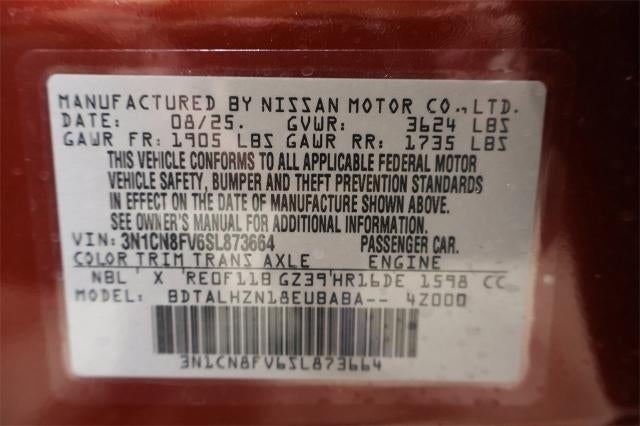 MANUFACTURED BY NISSAN MOTOR CO., LTD.
DATE: 08/25. GVWR: 3624 LBS
GAWR FR: 1905 LBS GAWR RR: 1735 LBS
THIS VEHICLE CONFORMS TO ALL APPLICABLE FEDERAL MOTOR
VEHICLE SAFETY, BUMPER AND THEFT PREVENTION STANDARDS
IN EFFECT ON THE DATE OF MANUFACTURE SHOWN ABOVE.
SEE OWNER'S MANUAL FOR ADDITIONAL INFORMATION.
VIN: 3N1CN8FV6SL873664 PASSENGER CAR.
COLOR TRIM TRANS AXLE ENGINE
NBL X RE0F11B GZ39 HR16DE 1598 CC
MODEL: BDTALHZN18EUBABA-- 4Z000
3N1CN8FV6SL873664